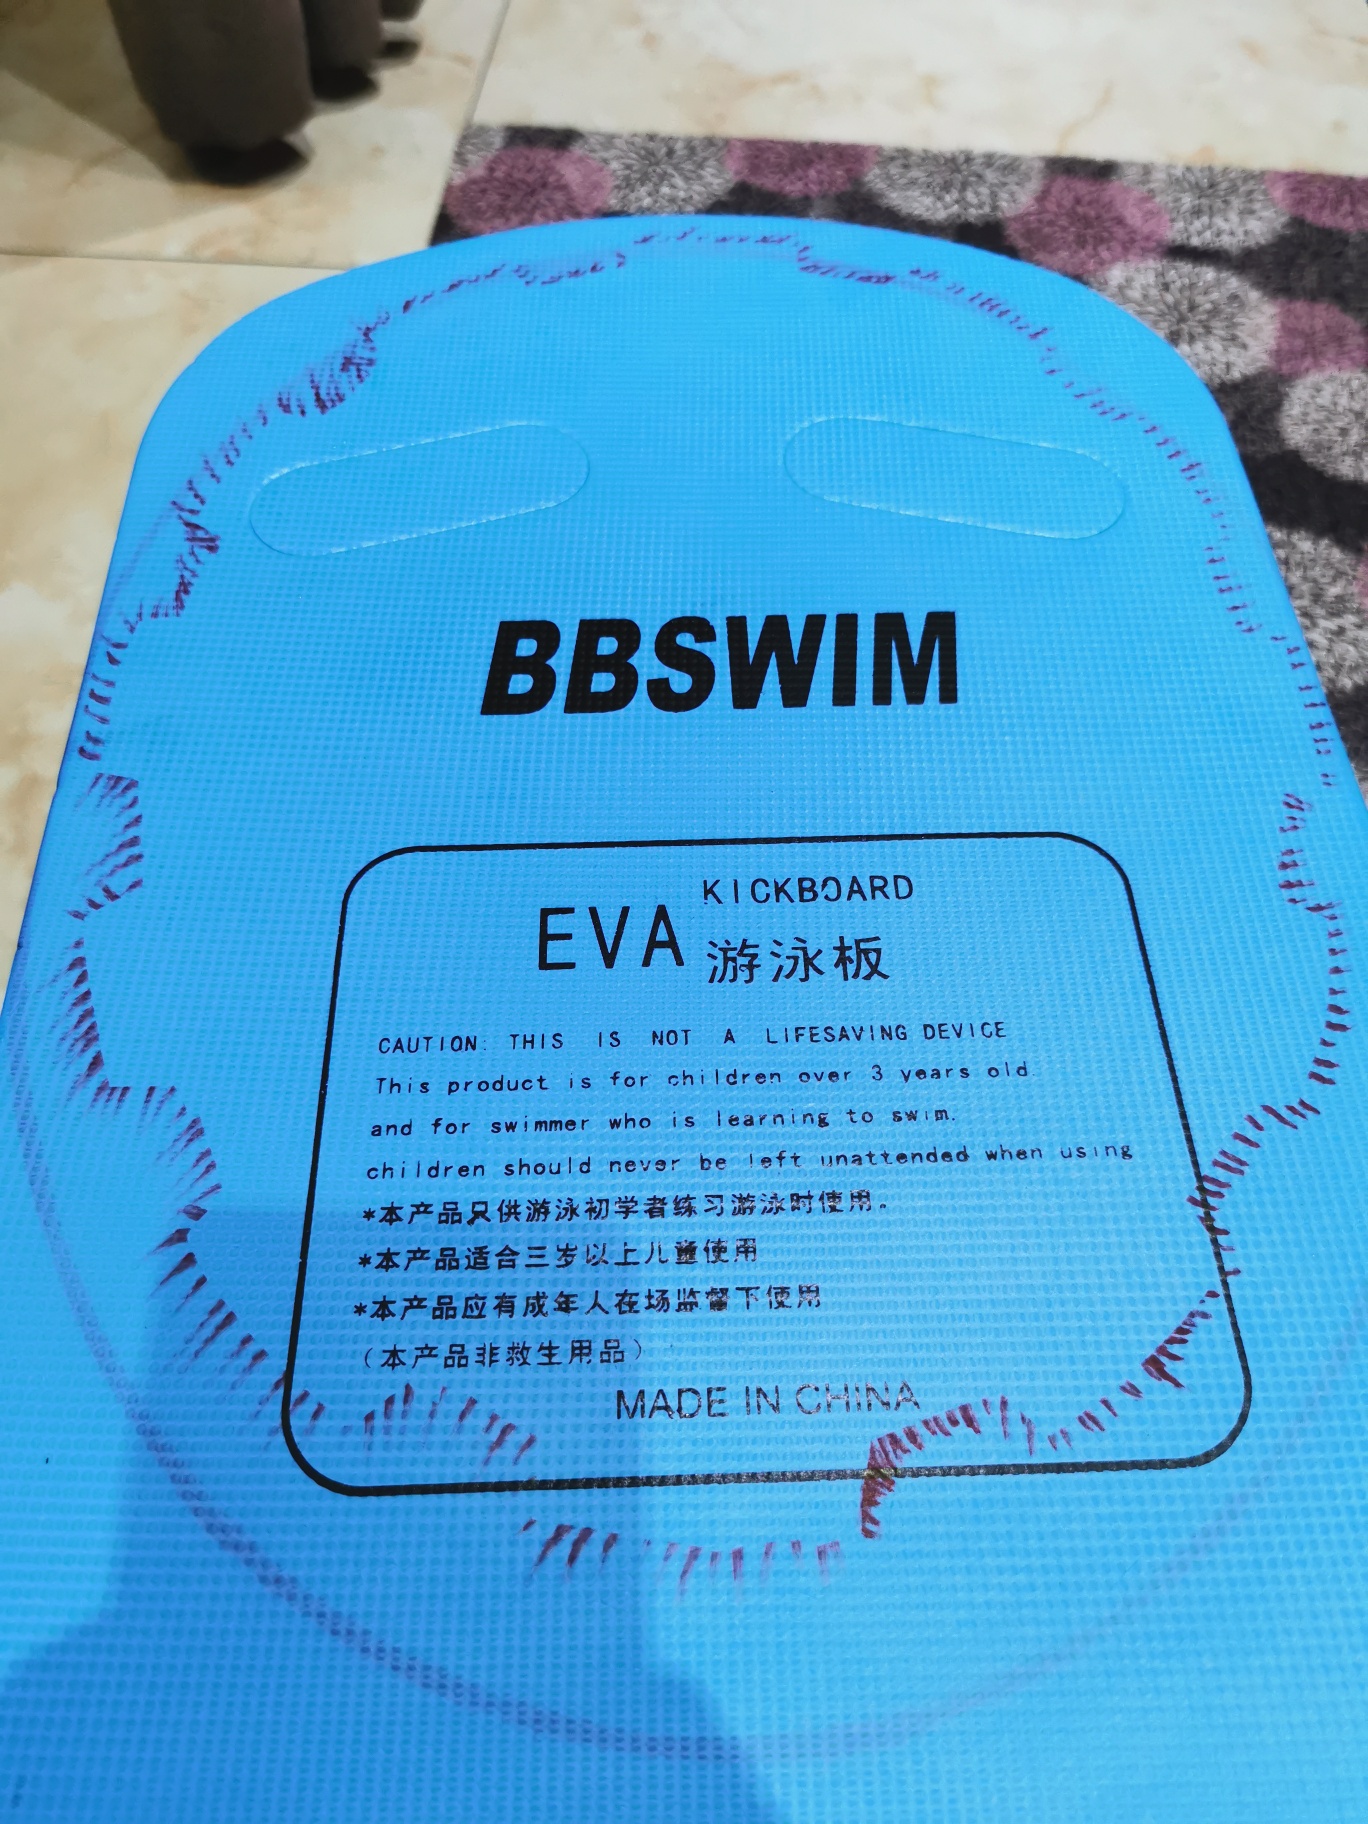 BBSWIM
EVA KICKBOARD
游泳板
CAUTION: THIS IS NOT A LIFESAVING DEVICE
This product is for children over 3 years old.
and for swimmer who is learning to swim.
children should never be left unattended when using
*本产品只供游泳初学者练习游泳时使用。
*本产品适合三岁以上儿童使用
*本产品应有成年人在场监督下使用
（本产品非救生用品）
MADE IN CHINA